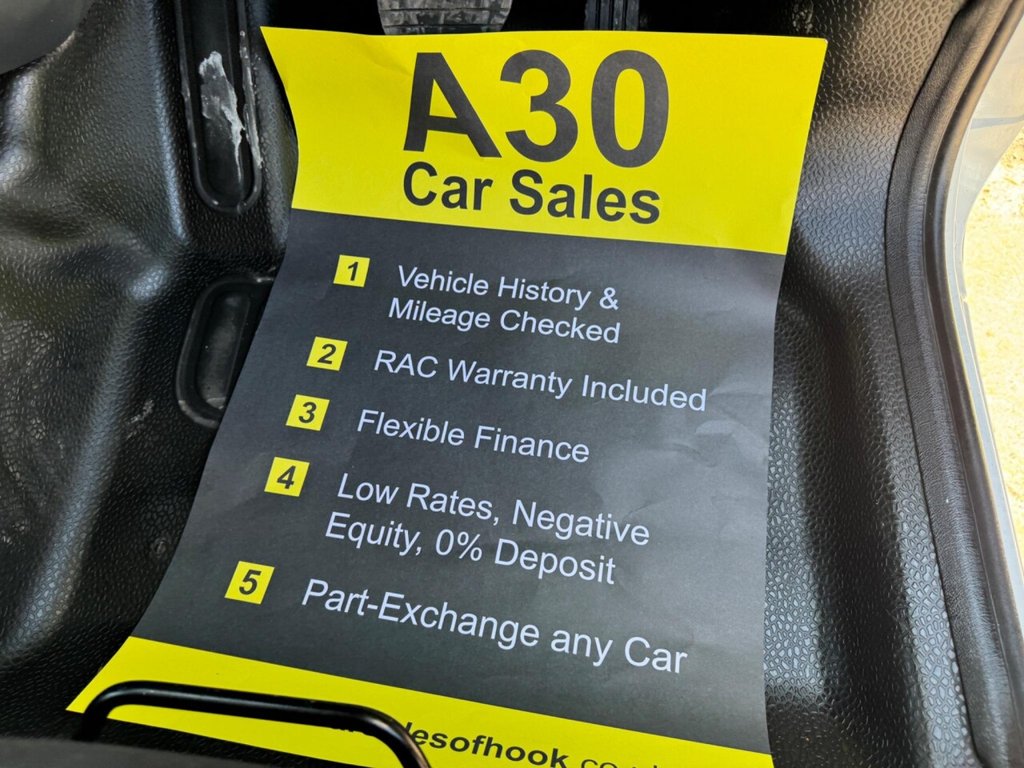 A30
Car Sales
1 Vehicle History &
Mileage Checked
2 RAC Warranty Included
3 Flexible Finance
4 Low Rates, Negative
Equity, 0% Deposit
5 Part-Exchange any Car